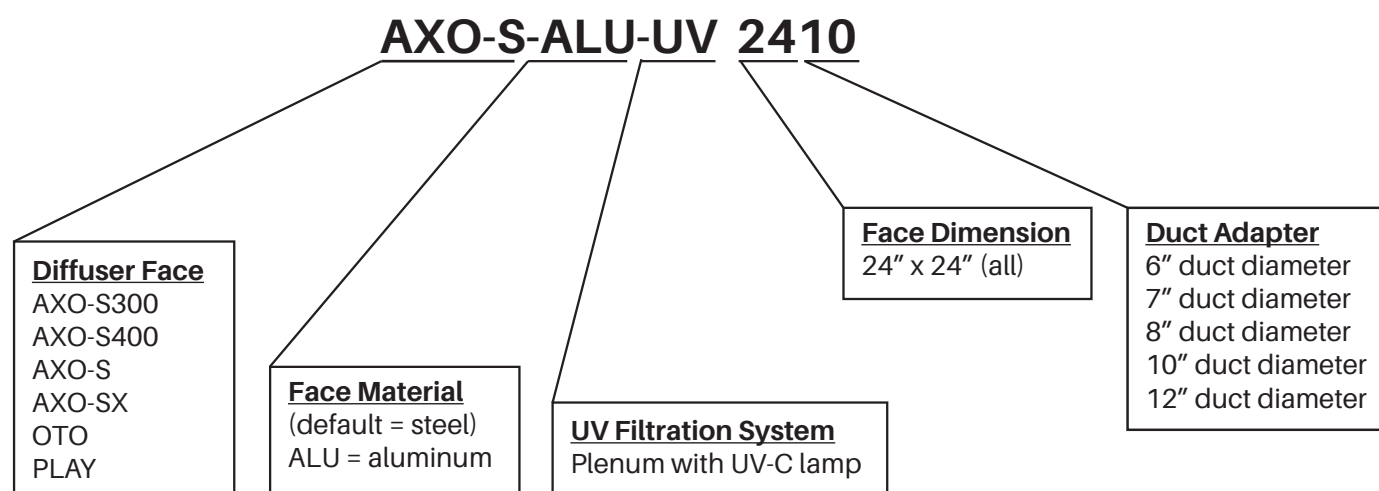 AXO-S-ALU-UV 2410
Diffuser Face
AXO-S300
AXO-S400
AXO-S
AXO-SX
OTO
PLAY
Face Material
(default = steel)
ALU = aluminum
UV Filtration System
Plenum with UV-C lamp
Face Dimension
24” x 24” (all)
Duct Adapter
6” duct diameter
7” duct diameter
8” duct diameter
10” duct diameter
12” duct diameter